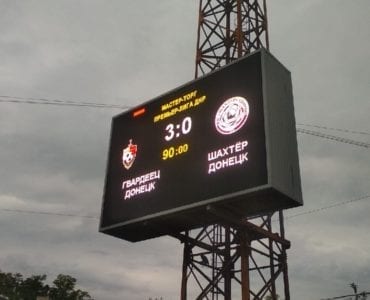 МАСТЕР-ТОРГ
ПРЕМЬЕР-ЛИГА ДНР
3:0
90:00
ГВАРДЕЕЦ
ДОНЕЦК
ШАХТЁР
ДОНЕЦК